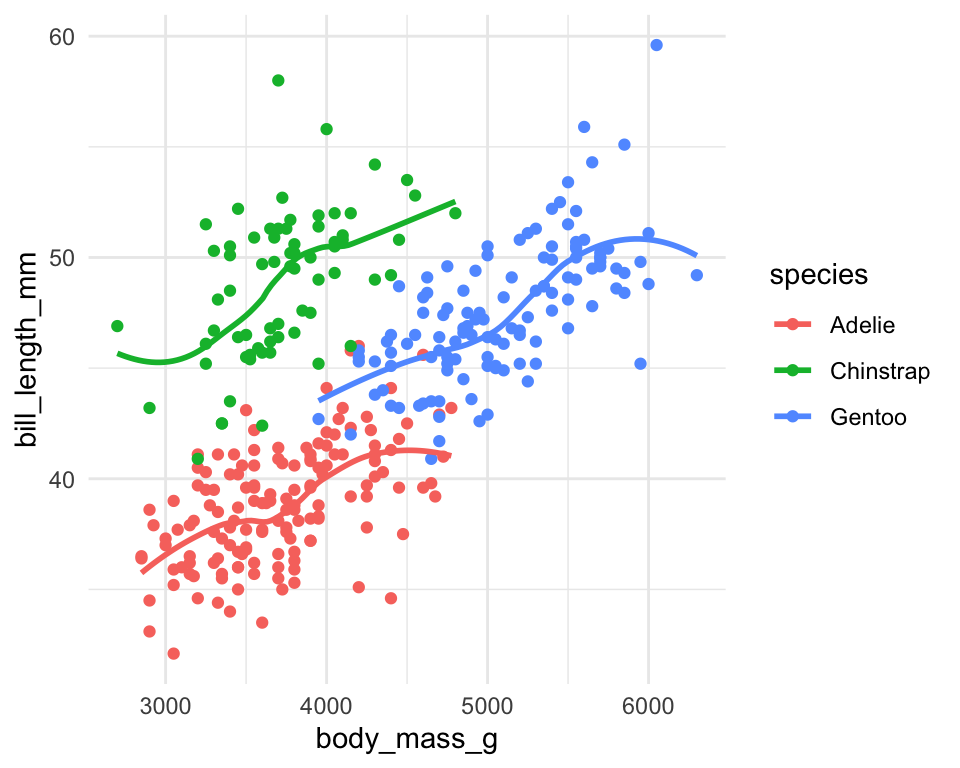 60
50
40
bill_length_mm
3000 4000 5000 6000
body_mass_g
species
Adelie
Chinstrap
Gentoo